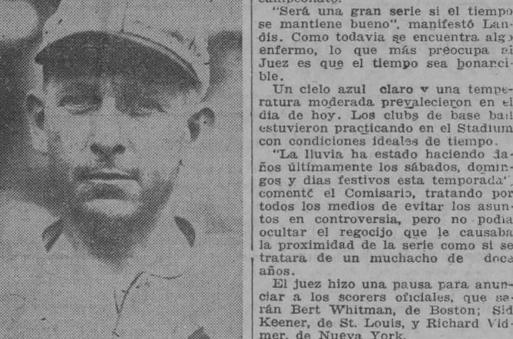 "Será una gran serie si el tiempo
se mantiene bueno", manifestó Lan-
dis. Como todavia se encuentra algo
enfermo, lo que más preocupa al
Juez es que el tiempo sea bonanci-
ble.
Un cielo azul claro y una tempe-
ratura moderada prevalecieron en el
dia de hoy. Los clubs de base ball
estuvieron practicando en el Stadium
con condiciones ideales de tiempo.
"La lluvia ha estado haciendo da-
ños últimamente los sábados, domin-
gos y dias festivos esta temporada",
comentó el Comisario, tratando por
todos los medios de evitar los asun-
tos en controversia, pero no podia
ocultar el regocijo que le causaba
la proximidad de la serie como si se
tratara de un muchacho de doce
años.
El juez hizo una pausa para anun-
ciar a los scorers oficiales, que se-
rán Bert Whitman, de Boston; Sid
Keener, de St. Louis, y Richard Vid-
mer, de Nueva York.